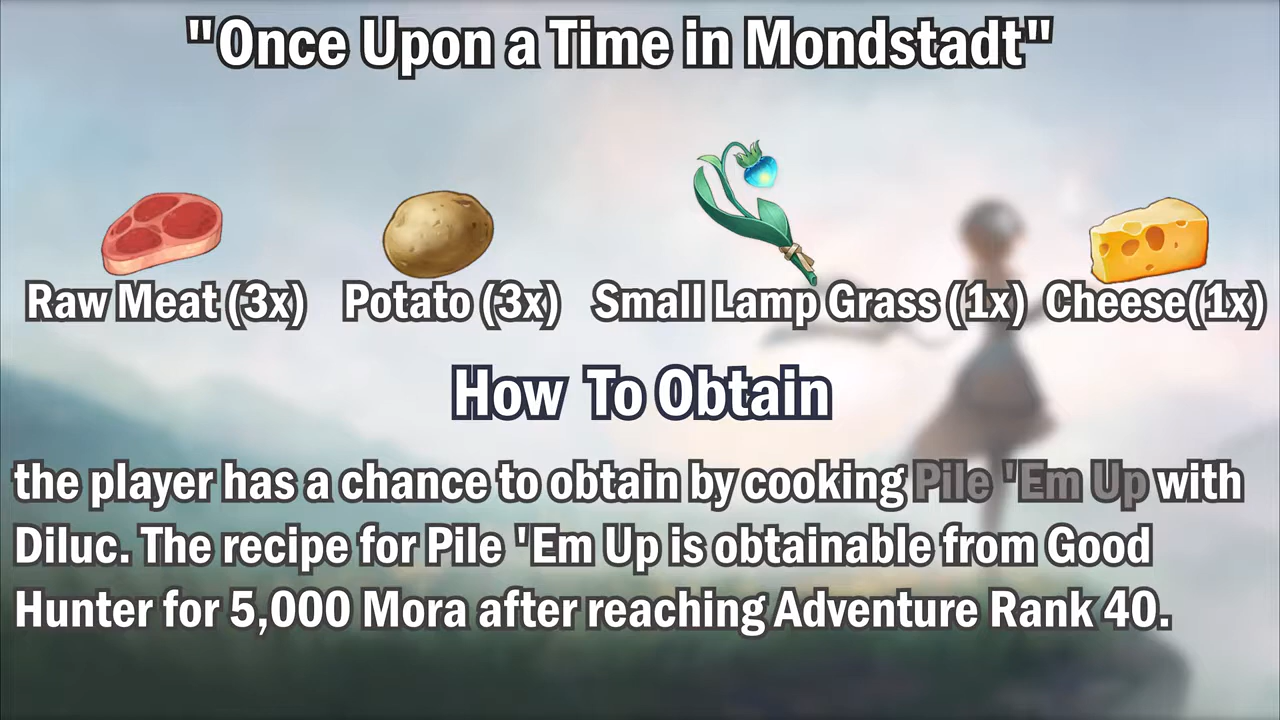 "Once Upon a Time in Mondstadt"
Raw Meat (3x) Potato (3x) Small Lamp Grass (1x) Cheese(1x)
How To Obtain
the player has a chance to obtain by cooking Pile 'Em Up with
Diluc. The recipe for Pile 'Em Up is obtainable from Good
Hunter for 5,000 Mora after reaching Adventure Rank 40.